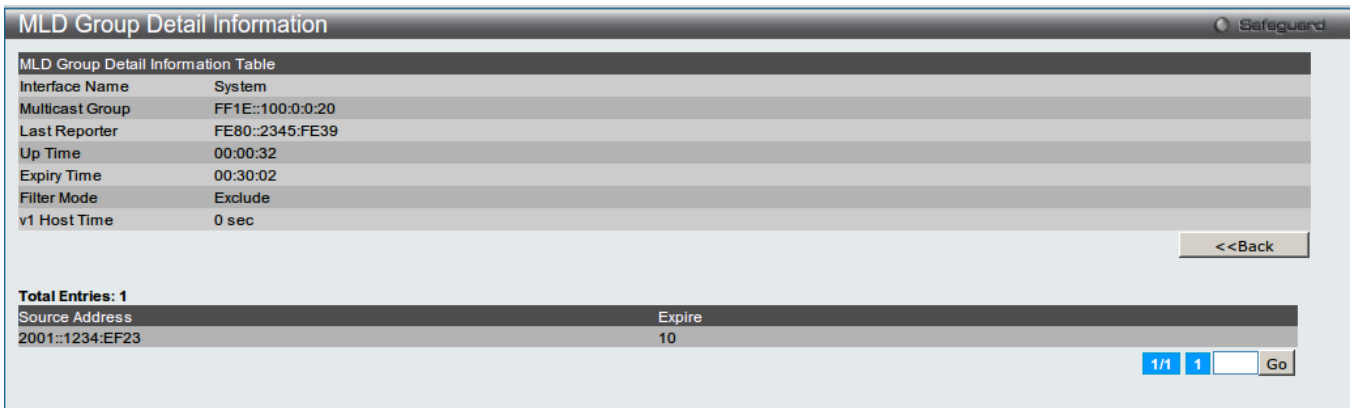 MLD Group Detail Information Safeguard
MLD Group Detail Information Table
Interface Name System
Multicast Group FF1E::100:0:0:20
Last Reporter FE80::2345:FE39
Up Time 00:00:32
Expiry Time 00:30:02
Filter Mode Exclude
v1 Host Time 0 sec
<<Back
Total Entries: 1
Source Address Expire
2001::1234:EF23 10
1/1 1 Go